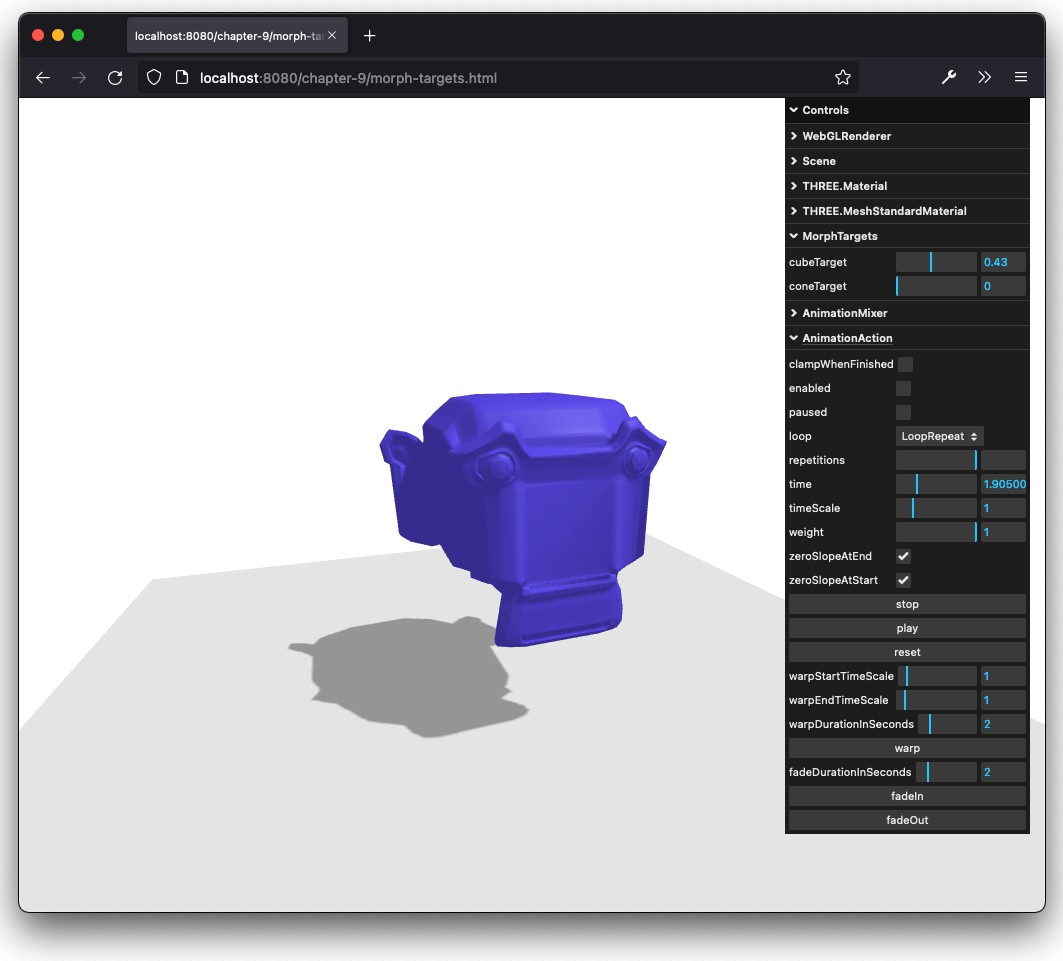 localhost:8080/chapter-9/morph-ta
localhost:8080/chapter-9/morph-targets.html
Controls
WebGLRenderer
Scene
THREE.Material
THREE.MeshStandardMaterial
MorphTargets
cubeTarget 0.43
coneTarget 0
AnimationMixer
AnimationAction
clampWhenFinished
enabled
paused
loop LoopRepeat
repetitions
time 1.90500
timeScale 1
weight 1
zeroSlopeAtEnd
zeroSlopeAtStart
stop
play
reset
warpStartTimeScale 1
warpEndTimeScale 1
warpDurationInSeconds 2
warp
fadeDurationInSeconds 2
fadeIn
fadeOut